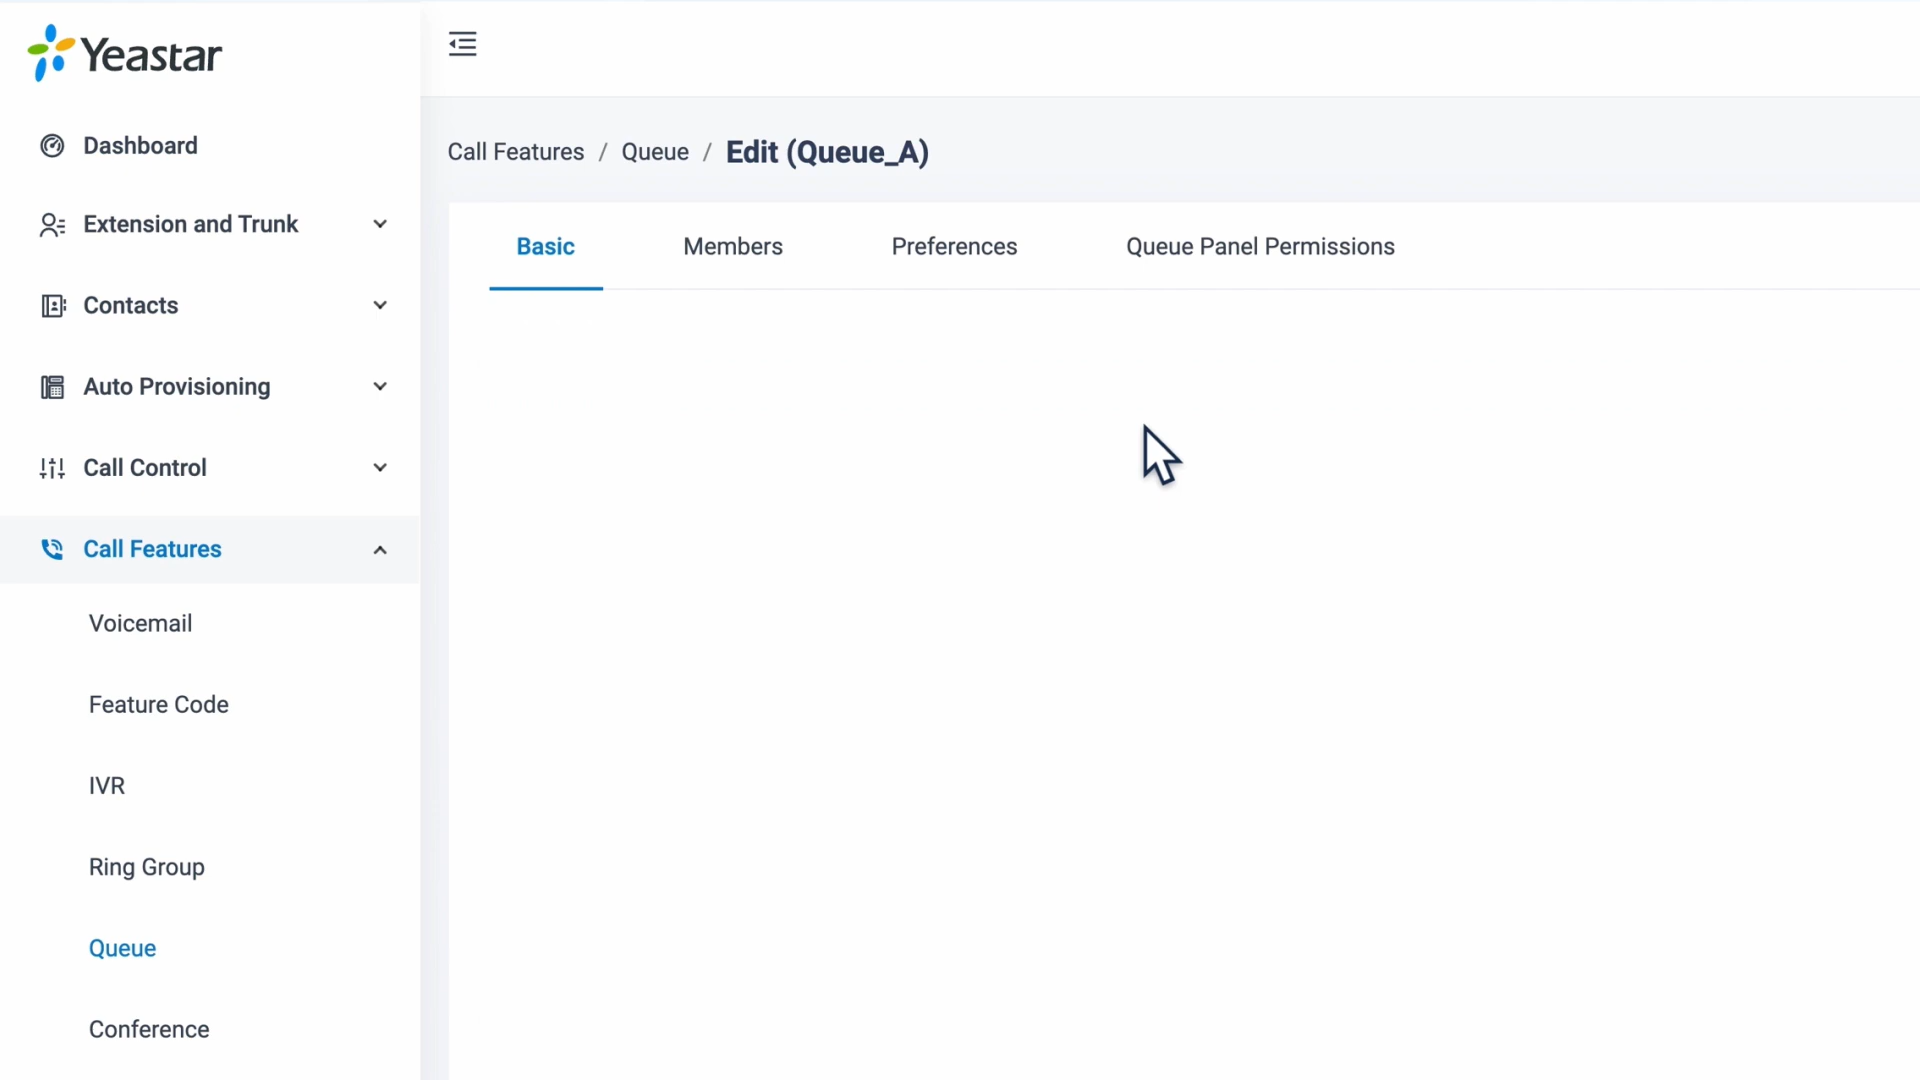 Yeastar
Dashboard
Extension and Trunk
Contacts
Auto Provisioning
Call Control
Call Features
Voicemail
Feature Code
IVR
Ring Group
Queue
Conference
Call Features / Queue / Edit (Queue_A)
Basic Members Preferences Queue Panel Permissions